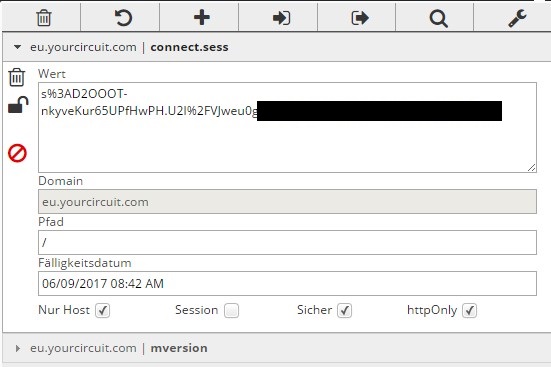 eu.yourcircuit.com | connect.sess
Wert
s%3AD2OOOT-
nkyveKur65UPfHwPH.U2I%2FVJweu0g
Domain
eu.yourcircuit.com
Pfad
/
Fälligkeitsdatum
06/09/2017 08:42 AM
Nur Host Session Sicher httpOnly
eu.yourcircuit.com | mversion